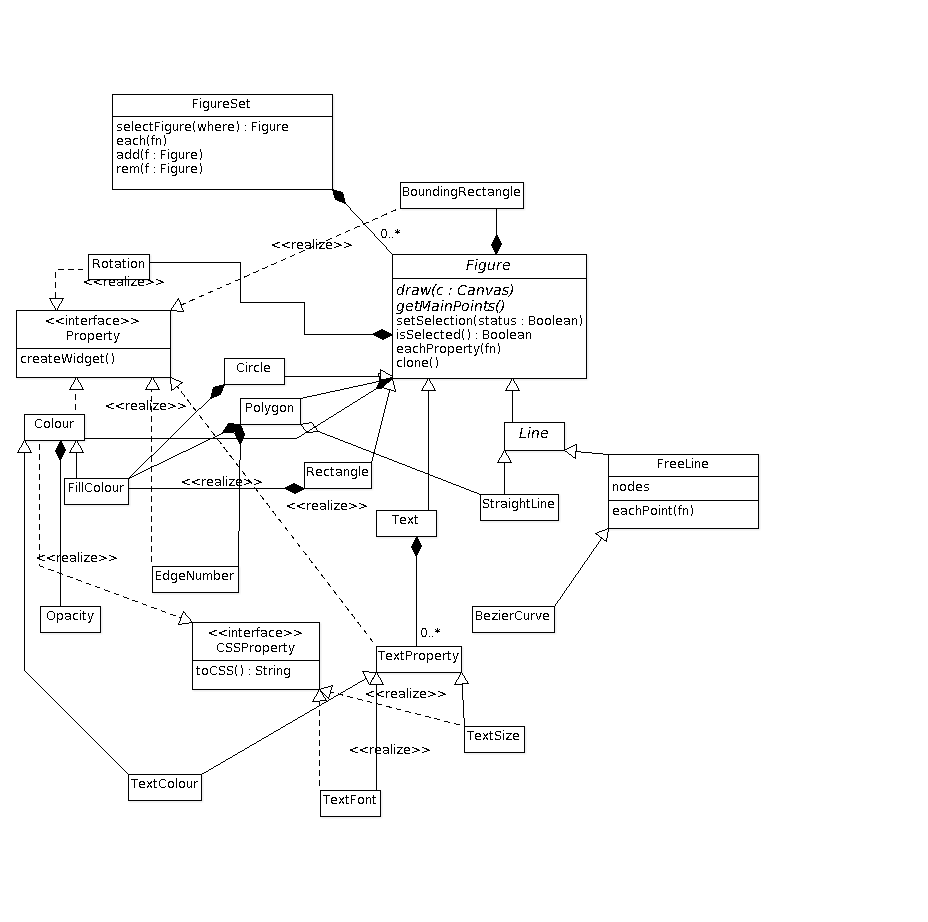 FigureSet
selectFigure(where) : Figure
each(fn)
add(f : Figure)
rem(f : Figure)
BoundingRectangle
0..*
<<realize>>
Rotation
<<realize>>
Figure
draw(c : Canvas)
getMainPoints()
setSelection(status : Boolean)
isSelected() : Boolean
eachProperty(fn)
clone()
<<interface>>
Property
createWidget()
Circle
Polygon
<<realize>>
Colour
Line
FreeLine
nodes
eachPoint(fn)
Rectangle
<<realize>>
FillColour
<<realize>>
StraightLine
Text
<<realize>>
EdgeNumber
Opacity
BezierCurve
<<interface>>
CSSProperty
toCSS() : String
0..*
TextProperty
<<realize>>
TextSize
<<realize>>
TextColour
TextFont